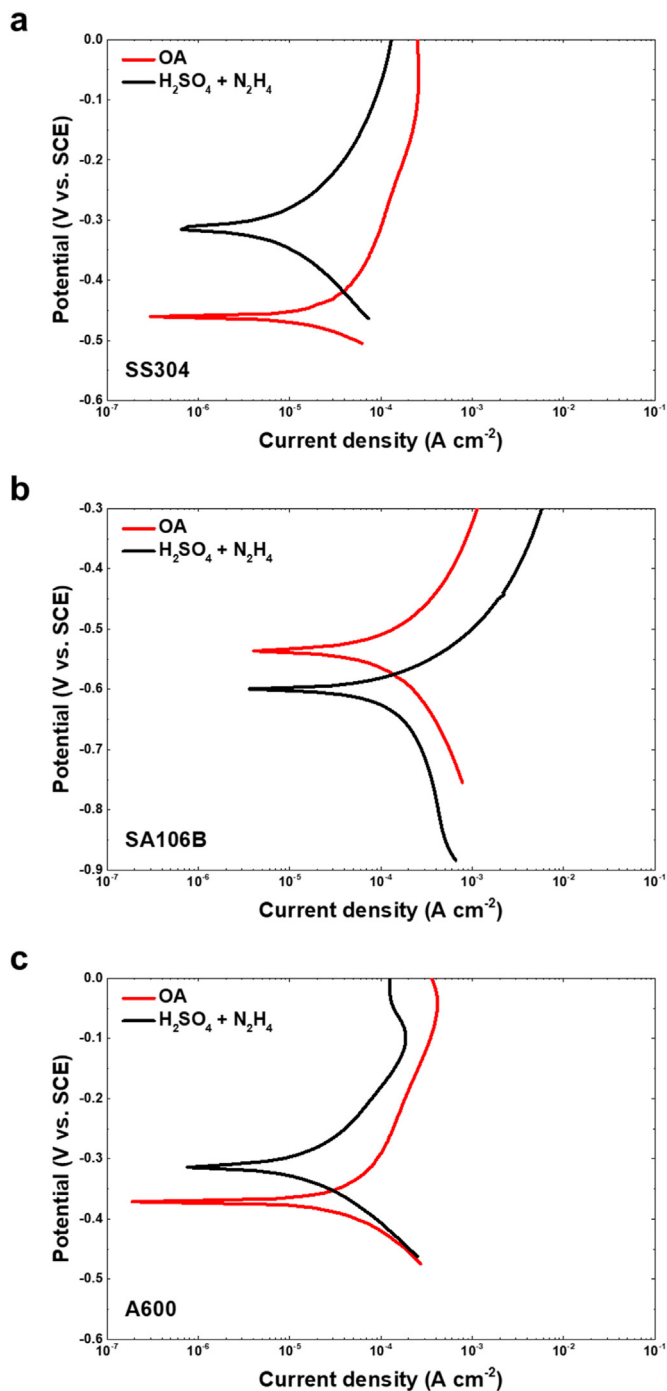 a
0.0
OA
H₂SO₄ + N₂H₄
-0.1
-0.2
-0.3
-0.4
-0.5
-0.6
Potential (V vs. SCE)
SS304
10⁻⁷ 10⁻⁶ 10⁻⁵ 10⁻⁴ 10⁻³ 10⁻² 10⁻¹
Current density (A cm⁻²)
b
-0.3
OA
H₂SO₄ + N₂H₄
-0.4
-0.5
-0.6
-0.7
-0.8
-0.9
Potential (V vs. SCE)
SA106B
10⁻⁷ 10⁻⁶ 10⁻⁵ 10⁻⁴ 10⁻³ 10⁻² 10⁻¹
Current density (A cm⁻²)
c
0.0
OA
H₂SO₄ + N₂H₄
-0.1
-0.2
-0.3
-0.4
-0.5
-0.6
Potential (V vs. SCE)
A600
10⁻⁷ 10⁻⁶ 10⁻⁵ 10⁻⁴ 10⁻³ 10⁻² 10⁻¹
Current density (A cm⁻²)